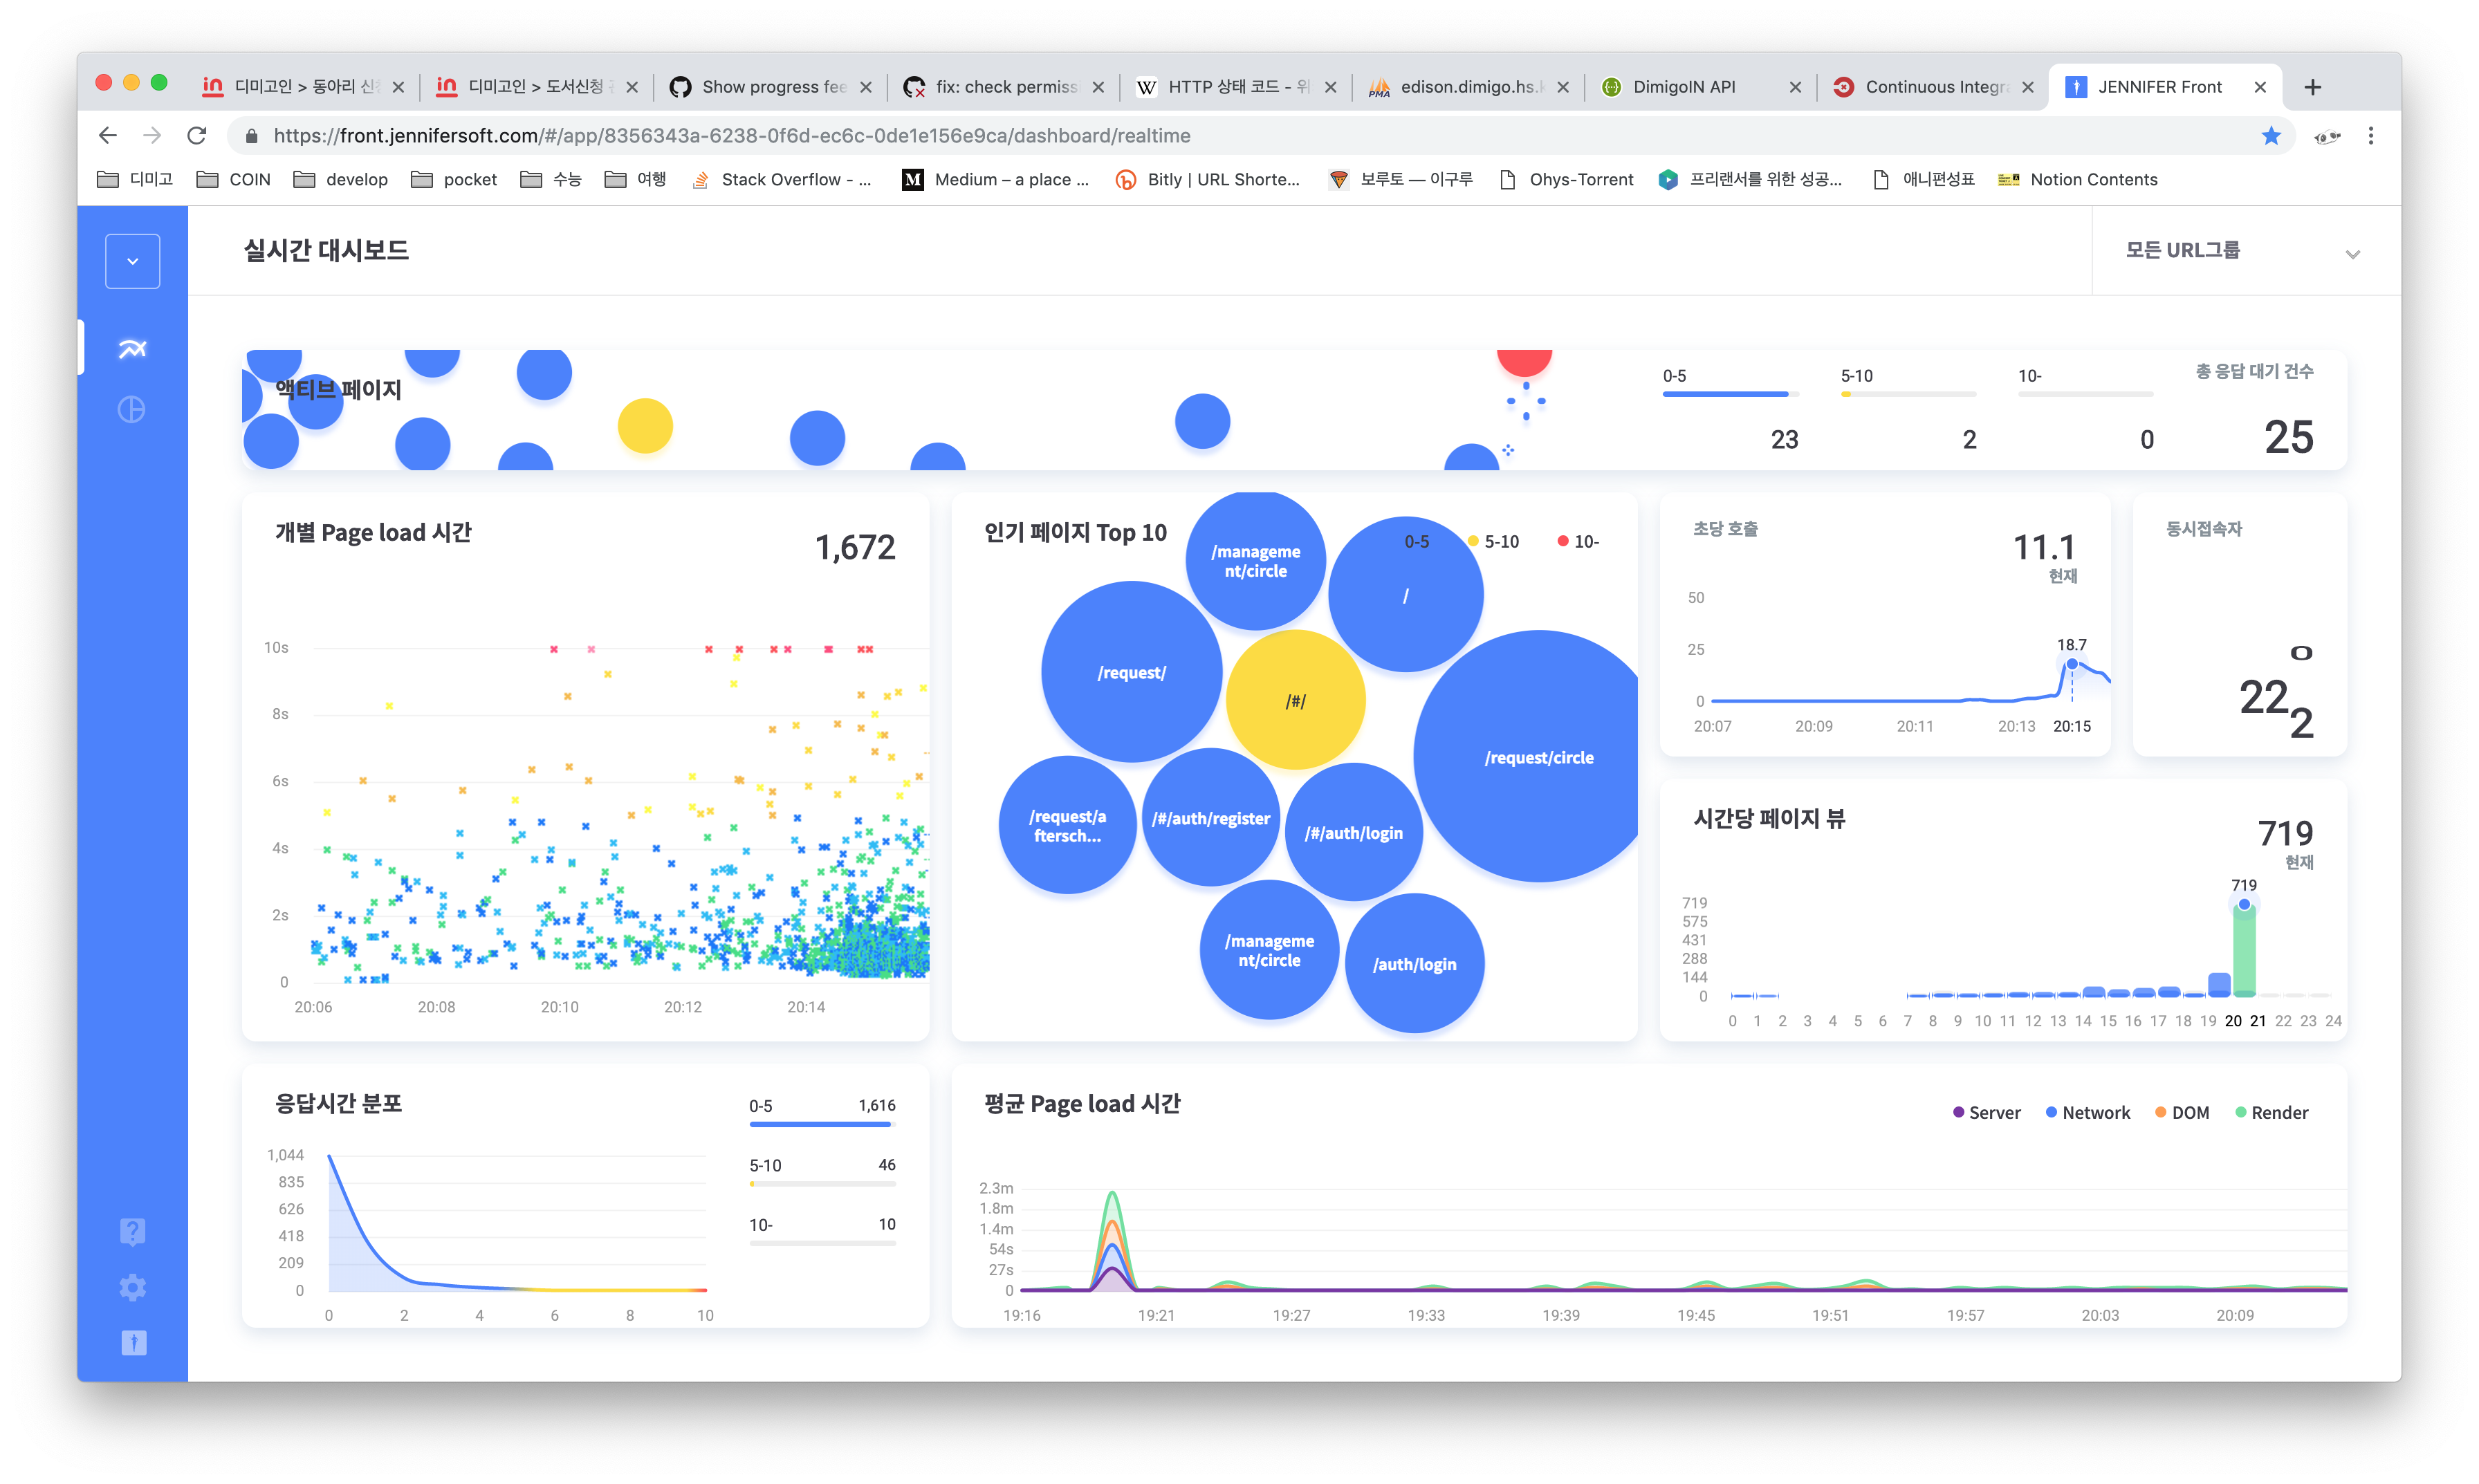 디미고인 > 동아리 신청
디미고인 > 도서신청
Show progress fee
fix: check permiss
HTTP 상태 코드 - 위
edison.dimigo.hs.k
DimigoIN API
Continuous Integra
JENNIFER Front
https://front.jennifersoft.com/#/app/8356343a-6238-0f6d-ec6c-0de1e156e9ca/dashboard/realtime
디미고
COIN
develop
pocket
수능
여행
Stack Overflow - ...
Medium – a place ...
Bitly | URL Shorte...
보루토 — 이구루
Ohys-Torrent
프리랜서를 위한 성공...
애니편성표
Notion Contents
실시간 대시보드
모든 URL그룹
액티브 페이지
0-5
23
5-10
2
10-
0
총 응답 대기 건수
25
개별 Page load 시간
1,672
10s
8s
6s
4s
2s
0
20:06 20:08 20:10 20:12 20:14
인기 페이지 Top 10
0-5 5-10 10-
/manageme
nt/circle
/
/request/
/#/
/request/circle
/request/a
ftersch...
/#/auth/register
/#/auth/login
/manageme
nt/circle
/auth/login
초당 호출
11.1
현재
50
25
0
18.7
20:07 20:09 20:11 20:13 20:15
동시접속자
22
2
시간당 페이지 뷰
719
현재
719
719
575
431
288
144
0
0 1 2 3 4 5 6 7 8 9 10 11 12 13 14 15 16 17 18 19 20 21 22 23 24
응답시간 분포
0-5 1,616
5-10 46
10- 10
1,044
835
626
418
209
0
0 2 4 6 8 10
평균 Page load 시간
Server Network DOM Render
2.3m
1.8m
1.4m
54s
27s
0
19:16 19:21 19:27 19:33 19:39 19:45 19:51 19:57 20:03 20:09